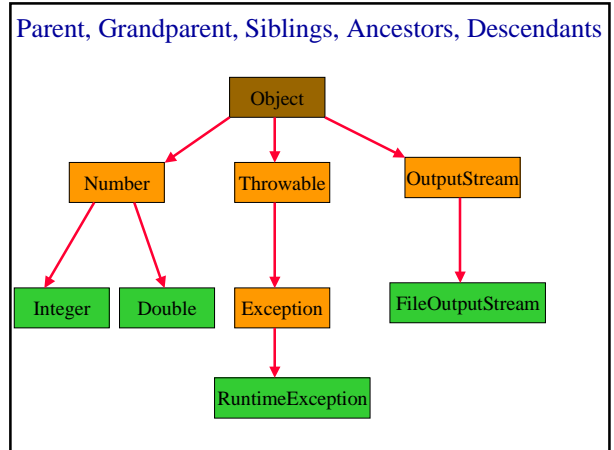 Parent, Grandparent, Siblings, Ancestors, Descendants
Object
Number
Throwable
OutputStream
Integer
Double
Exception
FileOutputStream
RuntimeException